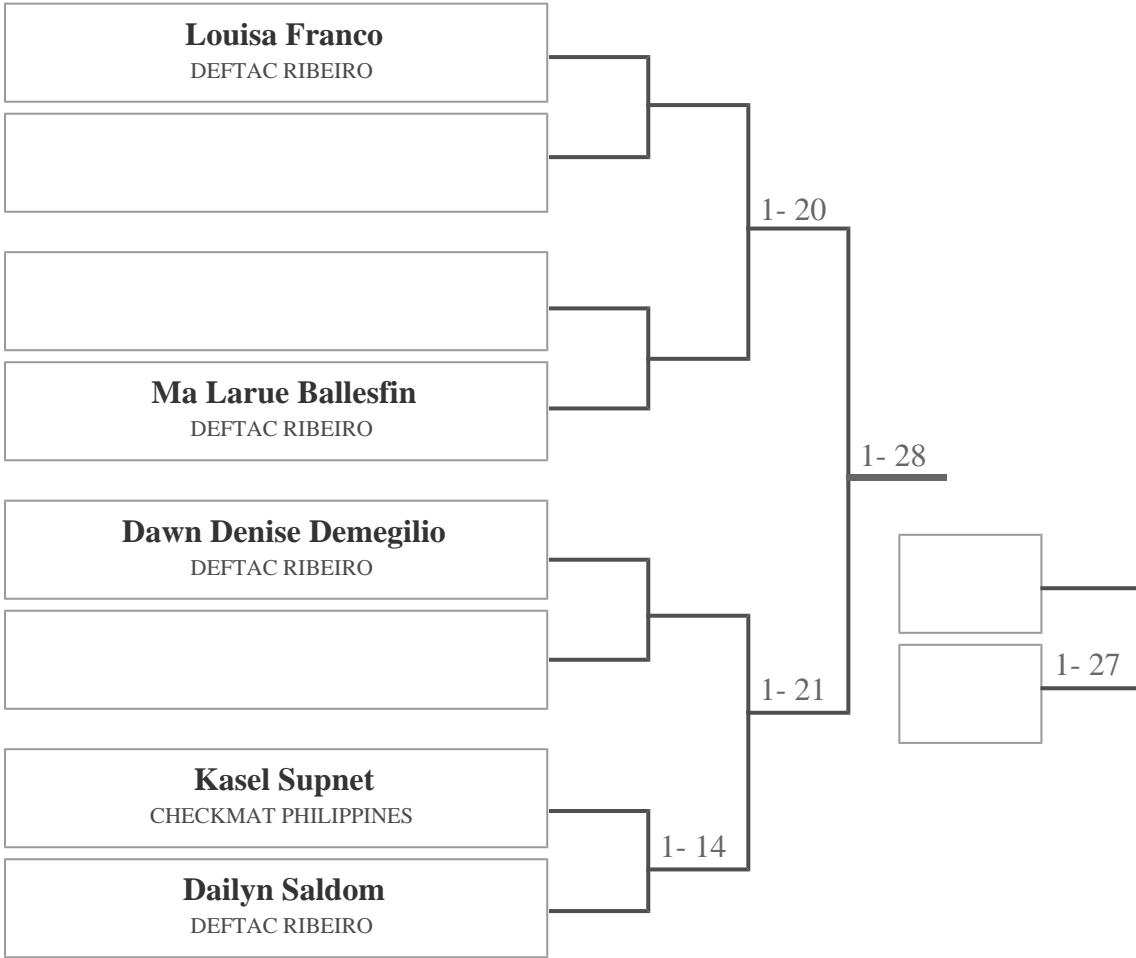 Louisa Franco
DEFTAC RIBEIRO
1- 20
Ma Larue Ballesfin
DEFTAC RIBEIRO
1- 28
Dawn Denise Demegilio
DEFTAC RIBEIRO
1- 27
1- 21
Kasel Supnet
CHECKMAT PHILIPPINES
1- 14
Dailyn Saldom
DEFTAC RIBEIRO